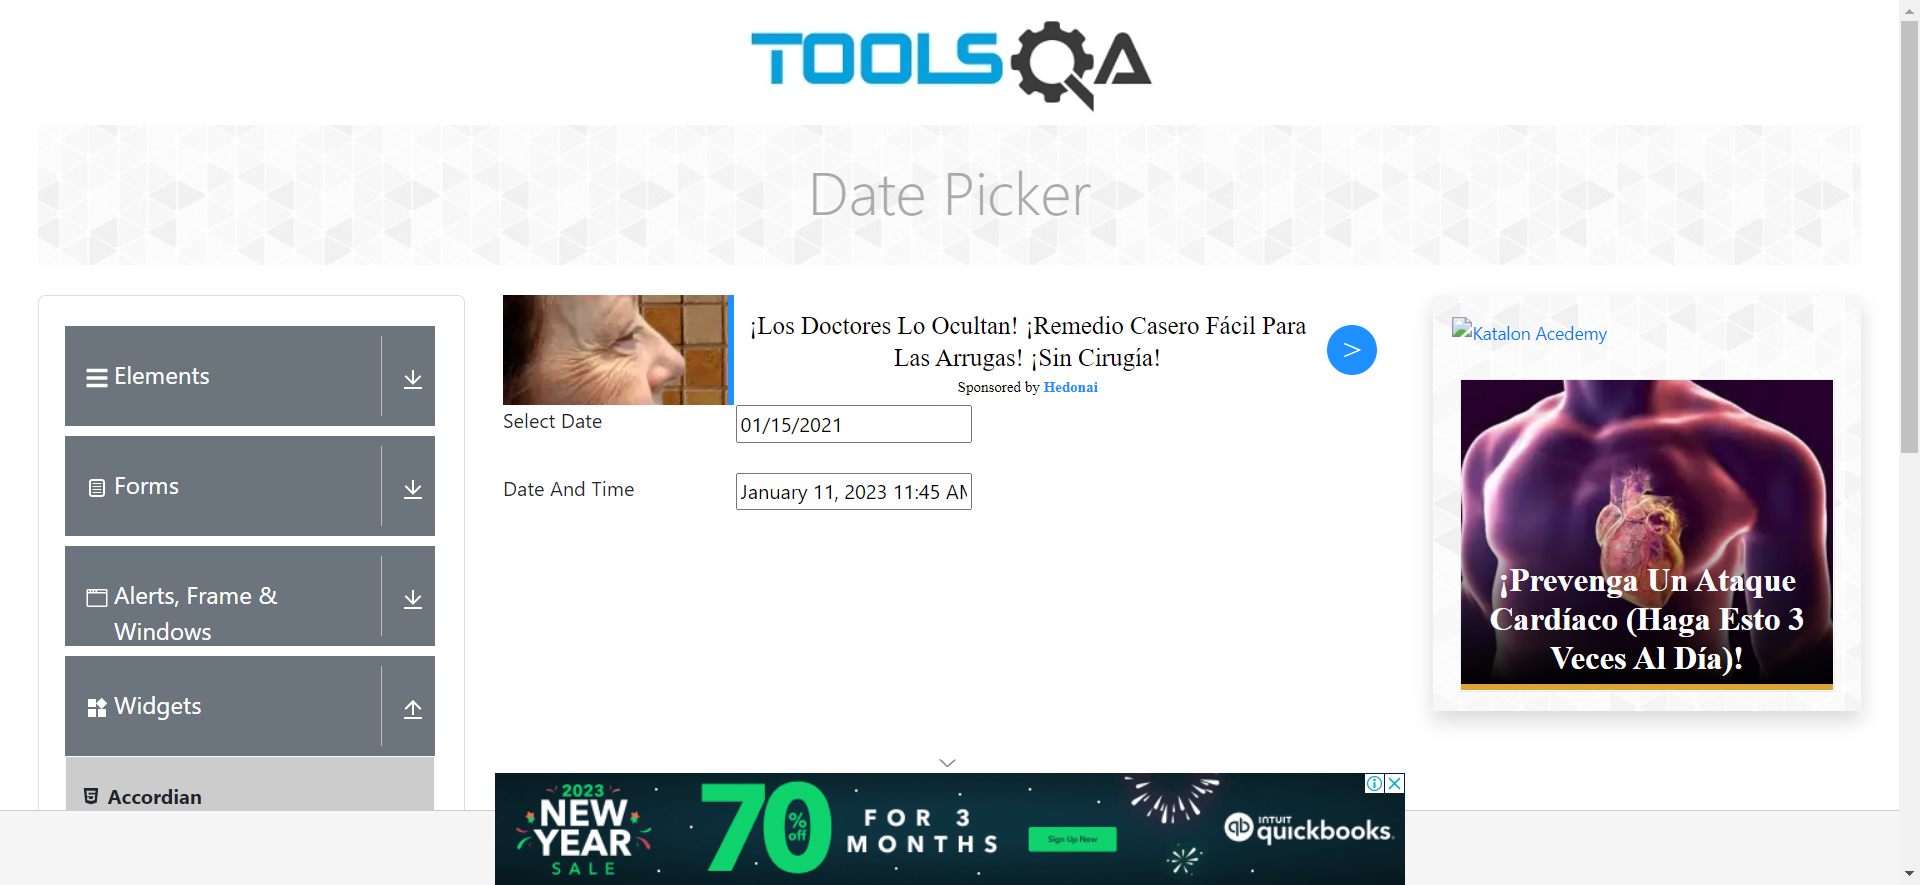 TOOLSQA
Date Picker
Elements
Forms
Alerts, Frame &
Windows
Widgets
Accordian
¡Los Doctores Lo Ocultan! ¡Remedio Casero Fácil Para
Las Arrugas! ¡Sin Cirugía!
Sponsored by Hedonai
>
Select Date
01/15/2021
Date And Time
January 11, 2023 11:45 AM
Katalon Acedemy
¡Prevenga Un Ataque
Cardíaco (Haga Esto 3
Veces Al Día)!
2023
NEW
YEAR
SALE
70 % off
FOR 3
MONTHS
Sign Up Now
INTUIT
quickbooks.